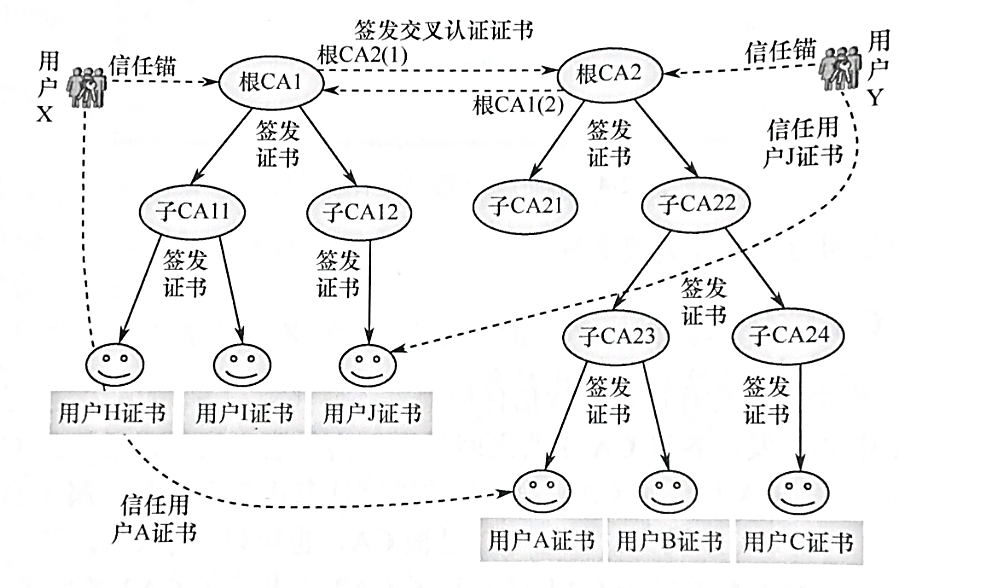 签发交叉认证证书
用
户
X
信任锚
根CA1
根CA2(1)
根CA1(2)
根CA2
信任锚
用
户
Y
签发
证书
签发
证书
信任用
户J证书
子CA11
子CA12
子CA21
子CA22
签发
证书
签发
证书
签发
证书
子CA23
子CA24
用户H证书
用户I证书
用户J证书
签发
证书
签发
证书
信任用
户A证书
用户A证书
用户B证书
用户C证书